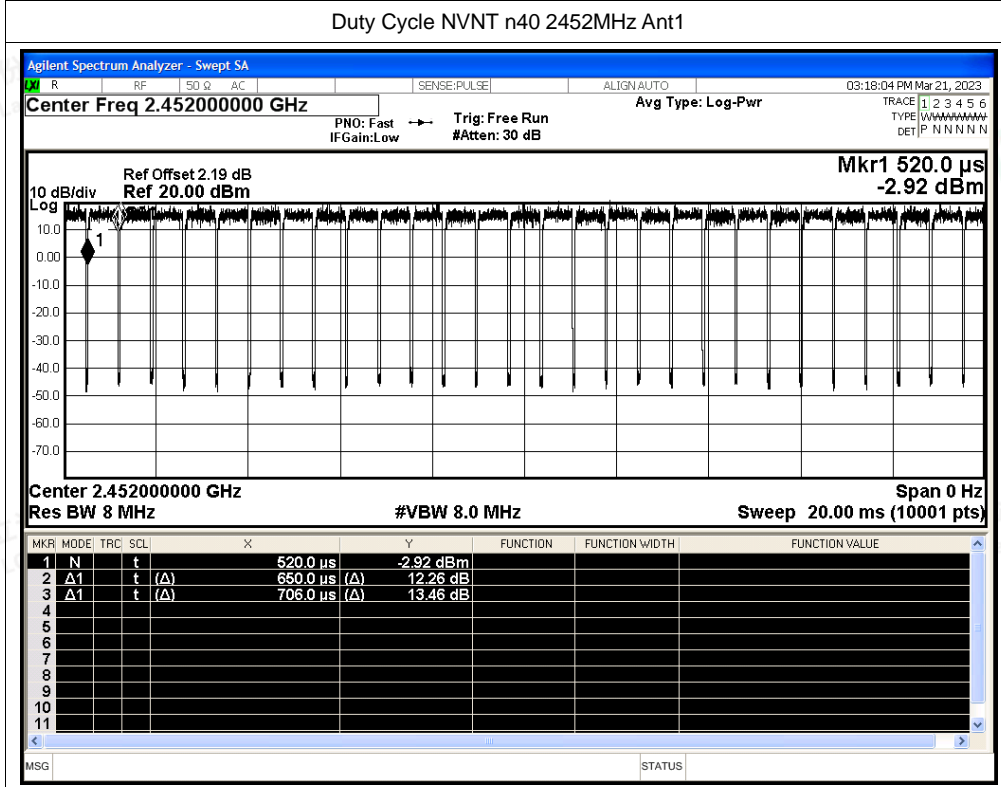 Duty Cycle NVNT n40 2452MHz Ant1
Agilent Spectrum Analyzer - Swept SA
LXI R RF 50 Ω AC SENSE:PULSE ALIGN AUTO 03:18:04 PM Mar 21, 2023
Center Freq 2.452000000 GHz Avg Type: Log-Pwr TRACE 1 2 3 4 5 6
PNO: Fast Trig: Free Run TYPE
IFGain:Low #Atten: 30 dB DET P N N N N N
Mkr1 520.0 µs
Ref Offset 2.19 dB
10 dB/div Ref 20.00 dBm -2.92 dBm
Log
10.0
1
0.00
-10.0
-20.0
-30.0
-40.0
-50.0
-60.0
-70.0
Center 2.452000000 GHz Span 0 Hz
Res BW 8 MHz #VBW 8.0 MHz Sweep 20.00 ms (10001 pts)
MKR MODE TRC SCL X Y FUNCTION FUNCTION WIDTH FUNCTION VALUE
1 N t 520.0 µs -2.92 dBm
2 Δ1 t (Δ) 650.0 µs (Δ) 12.26 dB
3 Δ1 t (Δ) 706.0 µs (Δ) 13.46 dB
4
5
6
7
8
9
10
11
MSG STATUS